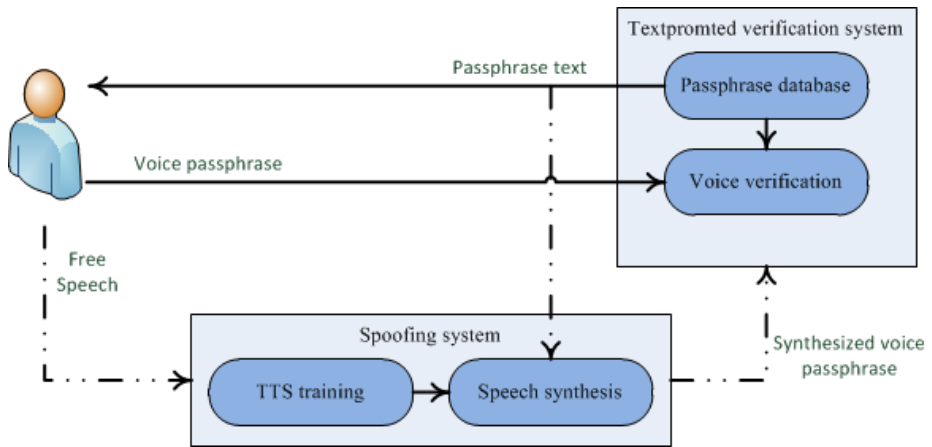 Textpromted verification system
Passphrase text
Passphrase database
Voice passphrase
Voice verification
Free
Speech
Spoofing system
Synthesized voice
passphrase
TTS training
Speech synthesis